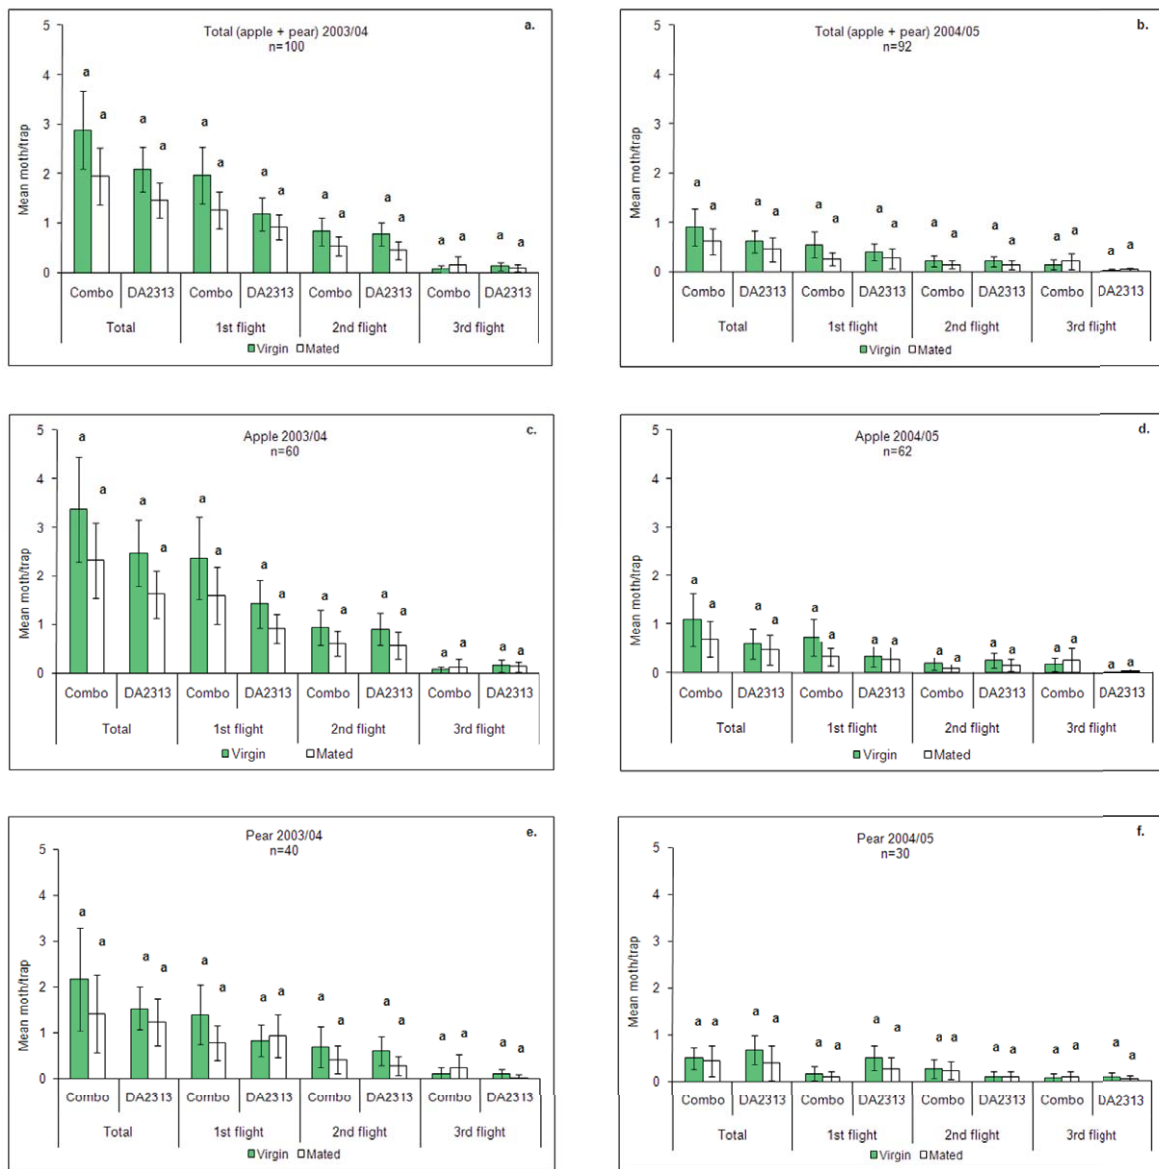 a.
Total (apple + pear) 2003/04
n=100
5
4
3
2
1
0
Mean moth/trap
a a a a a a a a a a a a a a a a
Combo DA2313 Combo DA2313 Combo DA2313 Combo DA2313
Total 1st flight 2nd flight 3rd flight
Virgin Mated
b.
Total (apple + pear) 2004/05
n=92
5
4
3
2
1
0
Mean moth/trap
a a a a a a a a a a a a a a a a
Combo DA2313 Combo DA2313 Combo DA2313 Combo DA2313
Total 1st flight 2nd flight 3rd flight
Virgin Mated
c.
Apple 2003/04
n=60
5
4
3
2
1
0
Mean moth/trap
a a a a a a a a a a a a a a a a
Combo DA2313 Combo DA2313 Combo DA2313 Combo DA2313
Total 1st flight 2nd flight 3rd flight
Virgin Mated
d.
Apple 2004/05
n=62
5
4
3
2
1
0
Mean moth/trap
a a a a a a a a a a a a a a a a
Combo DA2313 Combo DA2313 Combo DA2313 Combo DA2313
Total 1st flight 2nd flight 3rd flight
Virgin Mated
e.
Pear 2003/04
n=40
5
4
3
2
1
0
Mean moth/trap
a a a a a a a a a a a a a a a a
Combo DA2313 Combo DA2313 Combo DA2313 Combo DA2313
Total 1st flight 2nd flight 3rd flight
Virgin Mated
f.
Pear 2004/05
n=30
5
4
3
2
1
0
Mean moth/trap
a a a a a a a a a a a a a a a a
Combo DA2313 Combo DA2313 Combo DA2313 Combo DA2313
Total 1st flight 2nd flight 3rd flight
Virgin Mated